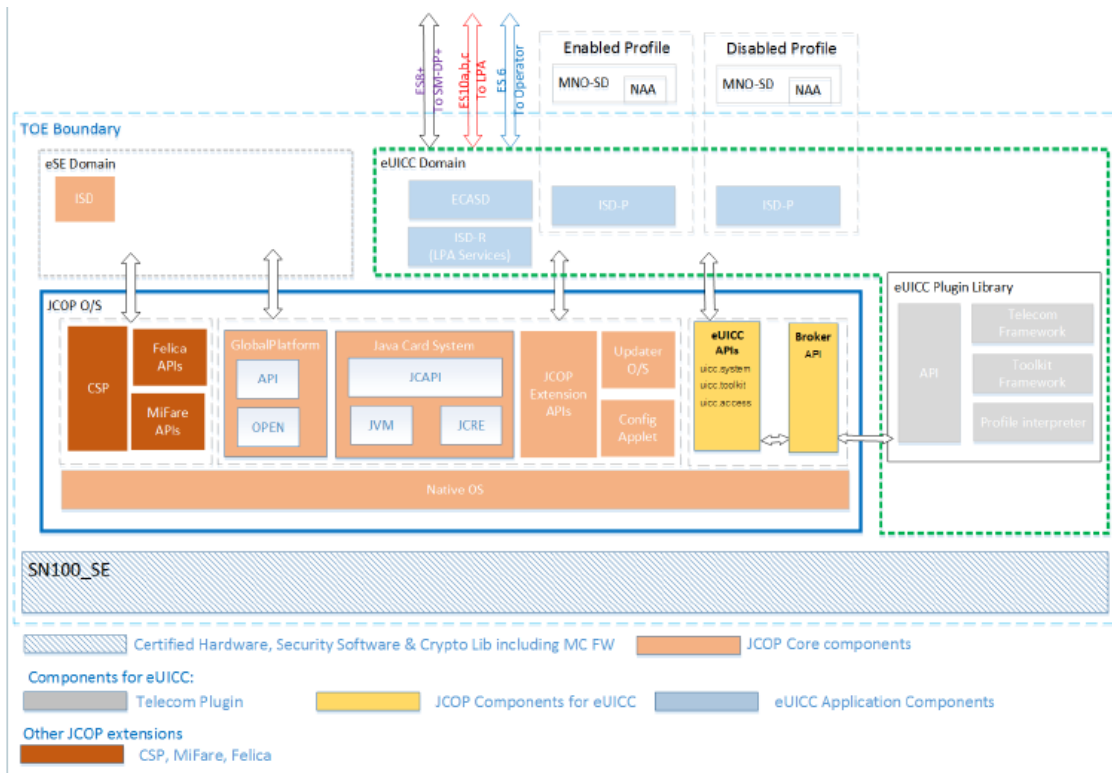 ES8+
To SM-DP+
ES10a,b,c
To LPA
ES 6
To Operator
Enabled Profile
MNO-SD
NAA
Disabled Profile
MNO-SD
NAA
TOE Boundary
eSE Domain
ISD
eUICC Domain
ECASD
ISD-R
(LPA Services)
ISD-P
ISD-P
JCOP O/S
CSP
Felica
APIs
MiFare
APIs
GlobalPlatform
API
OPEN
Java Card System
JCAPI
JVM
JCRE
JCOP
Extension
APIs
Updater
O/S
Config
Applet
eUICC
APIs
uicc.system
uicc.toolkit
uicc.access
Broker
API
eUICC Plugin Library
API
Telecom
Framework
Toolkit
Framework
Profile interpreter
Native OS
SN100_SE
Certified Hardware, Security Software & Crypto Lib including MC FW
JCOP Core components
Components for eUICC:
Telecom Plugin
JCOP Components for eUICC
eUICC Application Components
Other JCOP extensions
CSP, MiFare, Felica